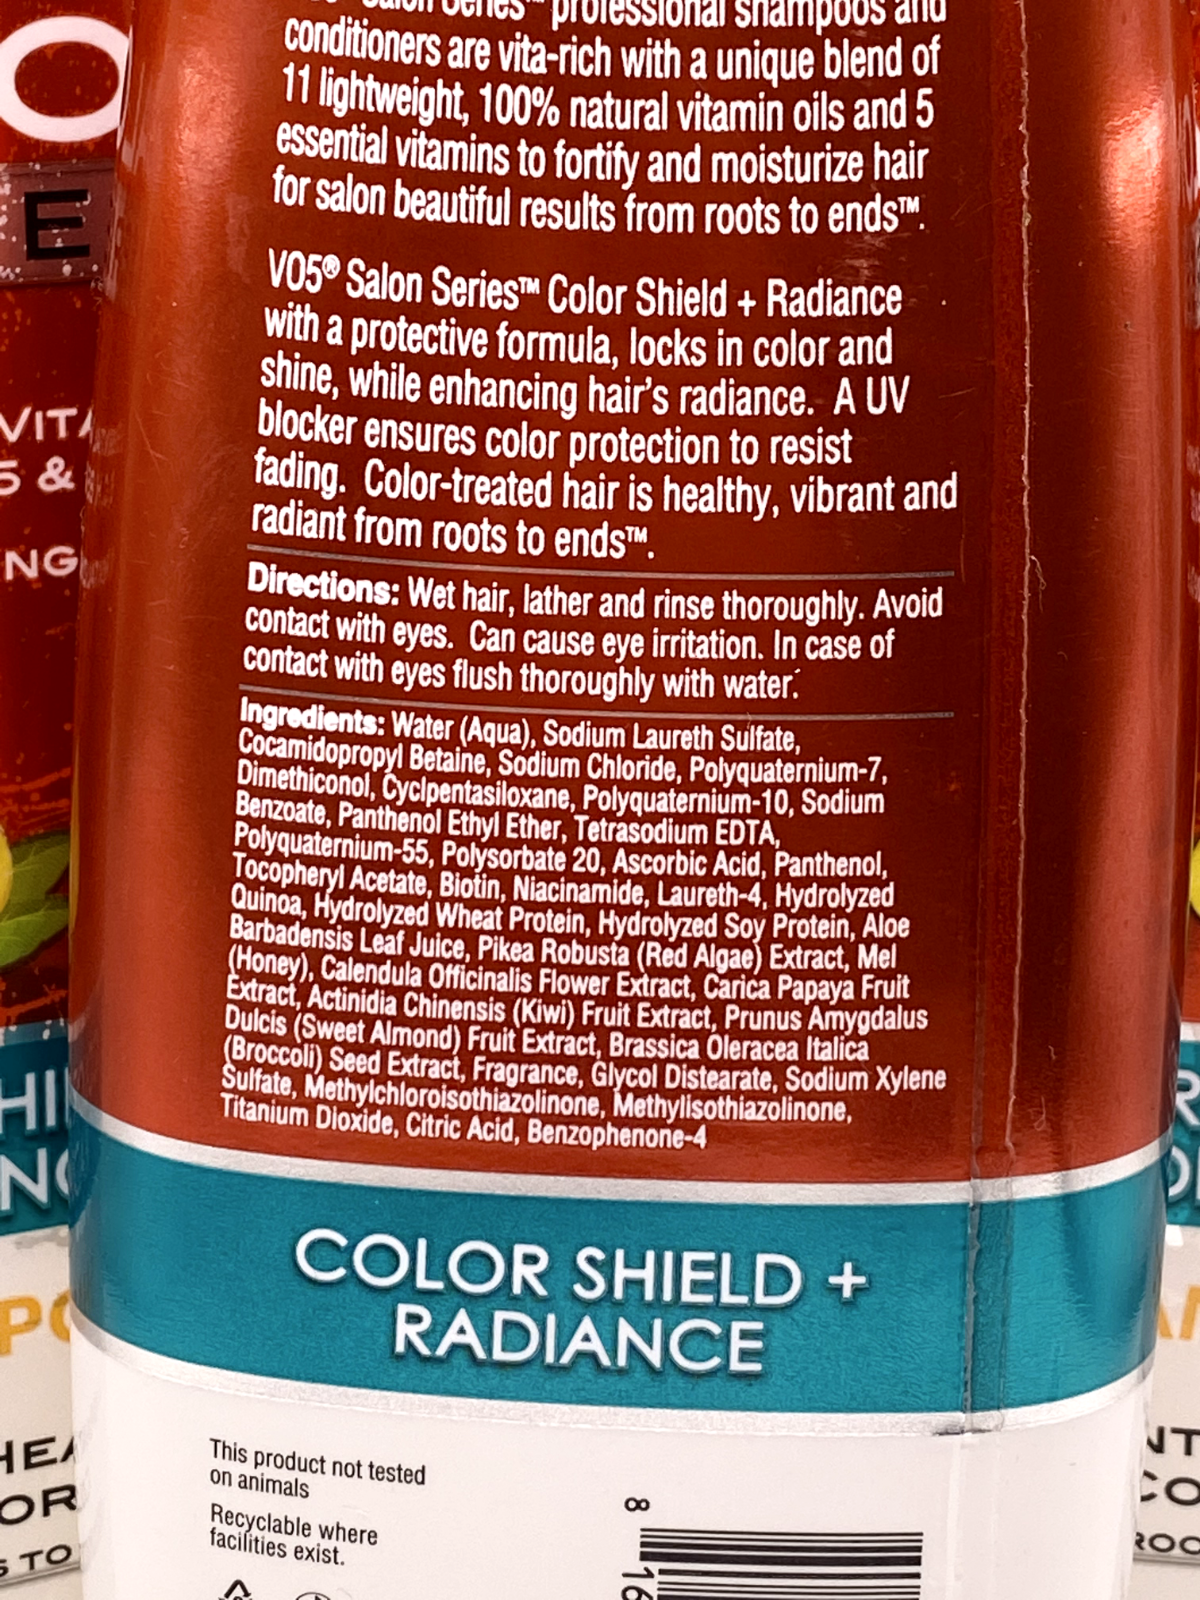 Salon Series™ professional shampoos and
conditioners are vita-rich with a unique blend of
11 lightweight, 100% natural vitamin oils and 5
essential vitamins to fortify and moisturize hair
for salon beautiful results from roots to ends™.
VO5® Salon Series™ Color Shield + Radiance
with a protective formula, locks in color and
shine, while enhancing hair's radiance. A UV
blocker ensures color protection to resist
fading. Color-treated hair is healthy, vibrant and
radiant from roots to ends™.
Directions: Wet hair, lather and rinse thoroughly. Avoid
contact with eyes. Can cause eye irritation. In case of
contact with eyes flush thoroughly with water.
Ingredients: Water (Aqua), Sodium Laureth Sulfate,
Cocamidopropyl Betaine, Sodium Chloride, Polyquaternium-7,
Dimethiconol, Cyclpentasiloxane, Polyquaternium-10, Sodium
Benzoate, Panthenol Ethyl Ether, Tetrasodium EDTA,
Polyquaternium-55, Polysorbate 20, Ascorbic Acid, Panthenol,
Tocopheryl Acetate, Biotin, Niacinamide, Laureth-4, Hydrolyzed
Quinoa, Hydrolyzed Wheat Protein, Hydrolyzed Soy Protein, Aloe
Barbadensis Leaf Juice, Pikea Robusta (Red Algae) Extract, Mel
(Honey), Calendula Officinalis Flower Extract, Carica Papaya Fruit
Extract, Actinidia Chinensis (Kiwi) Fruit Extract, Prunus Amygdalus
Dulcis (Sweet Almond) Fruit Extract, Brassica Oleracea Italica
(Broccoli) Seed Extract, Fragrance, Glycol Distearate, Sodium Xylene
Sulfate, Methylchloroisothiazolinone, Methylisothiazolinone,
Titanium Dioxide, Citric Acid, Benzophenone-4
COLOR SHIELD +
RADIANCE
This product not tested
on animals
Recyclable where
facilities exist.
8
16